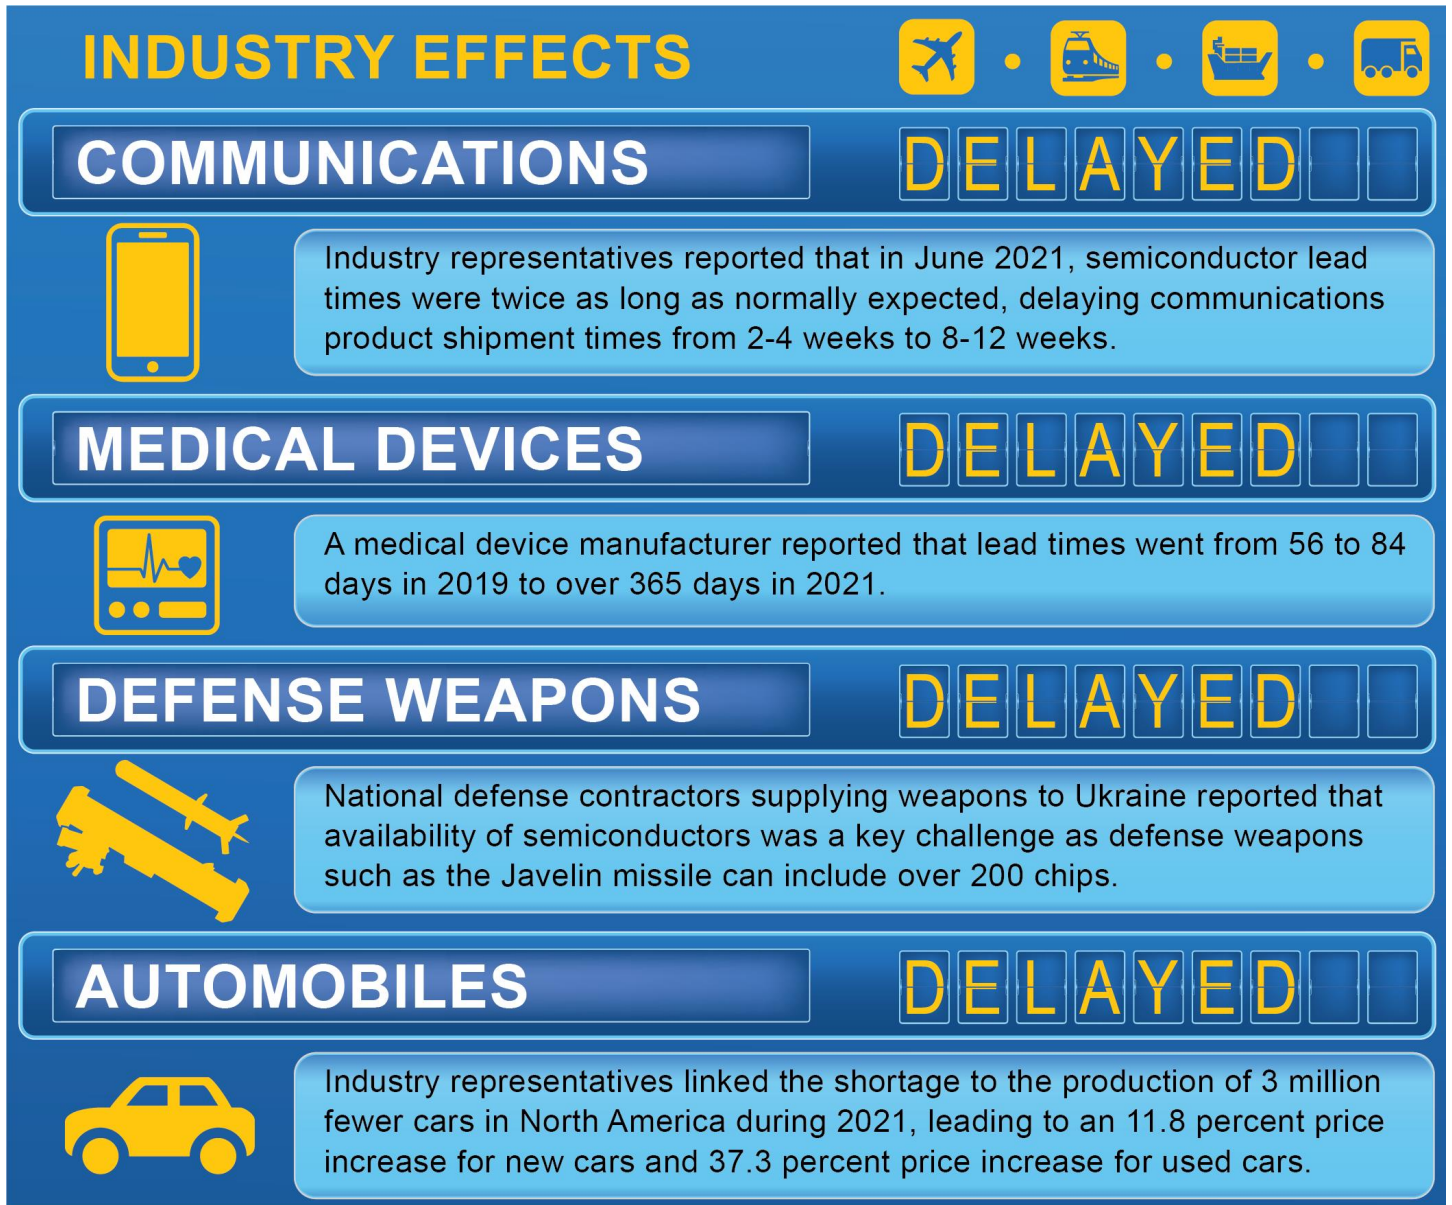 INDUSTRY EFFECTS
COMMUNICATIONS DELAYED
Industry representatives reported that in June 2021, semiconductor lead
times were twice as long as normally expected, delaying communications
product shipment times from 2-4 weeks to 8-12 weeks.
MEDICAL DEVICES DELAYED
A medical device manufacturer reported that lead times went from 56 to 84
days in 2019 to over 365 days in 2021.
DEFENSE WEAPONS DELAYED
National defense contractors supplying weapons to Ukraine reported that
availability of semiconductors was a key challenge as defense weapons
such as the Javelin missile can include over 200 chips.
AUTOMOBILES DELAYED
Industry representatives linked the shortage to the production of 3 million
fewer cars in North America during 2021, leading to an 11.8 percent price
increase for new cars and 37.3 percent price increase for used cars.